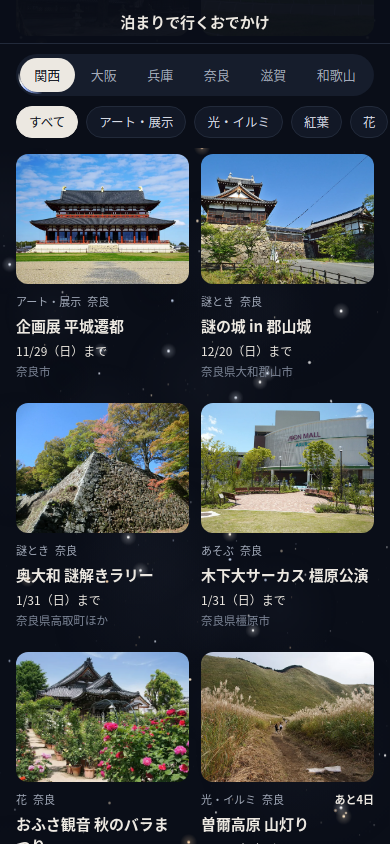 泊まりで行くおでかけ
関西 大阪 兵庫 奈良 滋賀 和歌山
すべて アート・展示 光・イルミ 紅葉 花
アート・展示 奈良
企画展 平城遷都
11/29（日）まで
奈良市
謎とき 奈良
謎の城 in 郡山城
12/20（日）まで
奈良県大和郡山市
謎とき 奈良
奥大和 謎解きラリー
1/31（日）まで
奈良県高取町ほか
MALL
あそぶ 奈良
木下大サーカス 橿原公演
1/31（日）まで
奈良県橿原市
花 奈良
おふさ観音 秋のバラま
つり
光・イルミ 奈良 あと4日
曽爾高原 山灯り